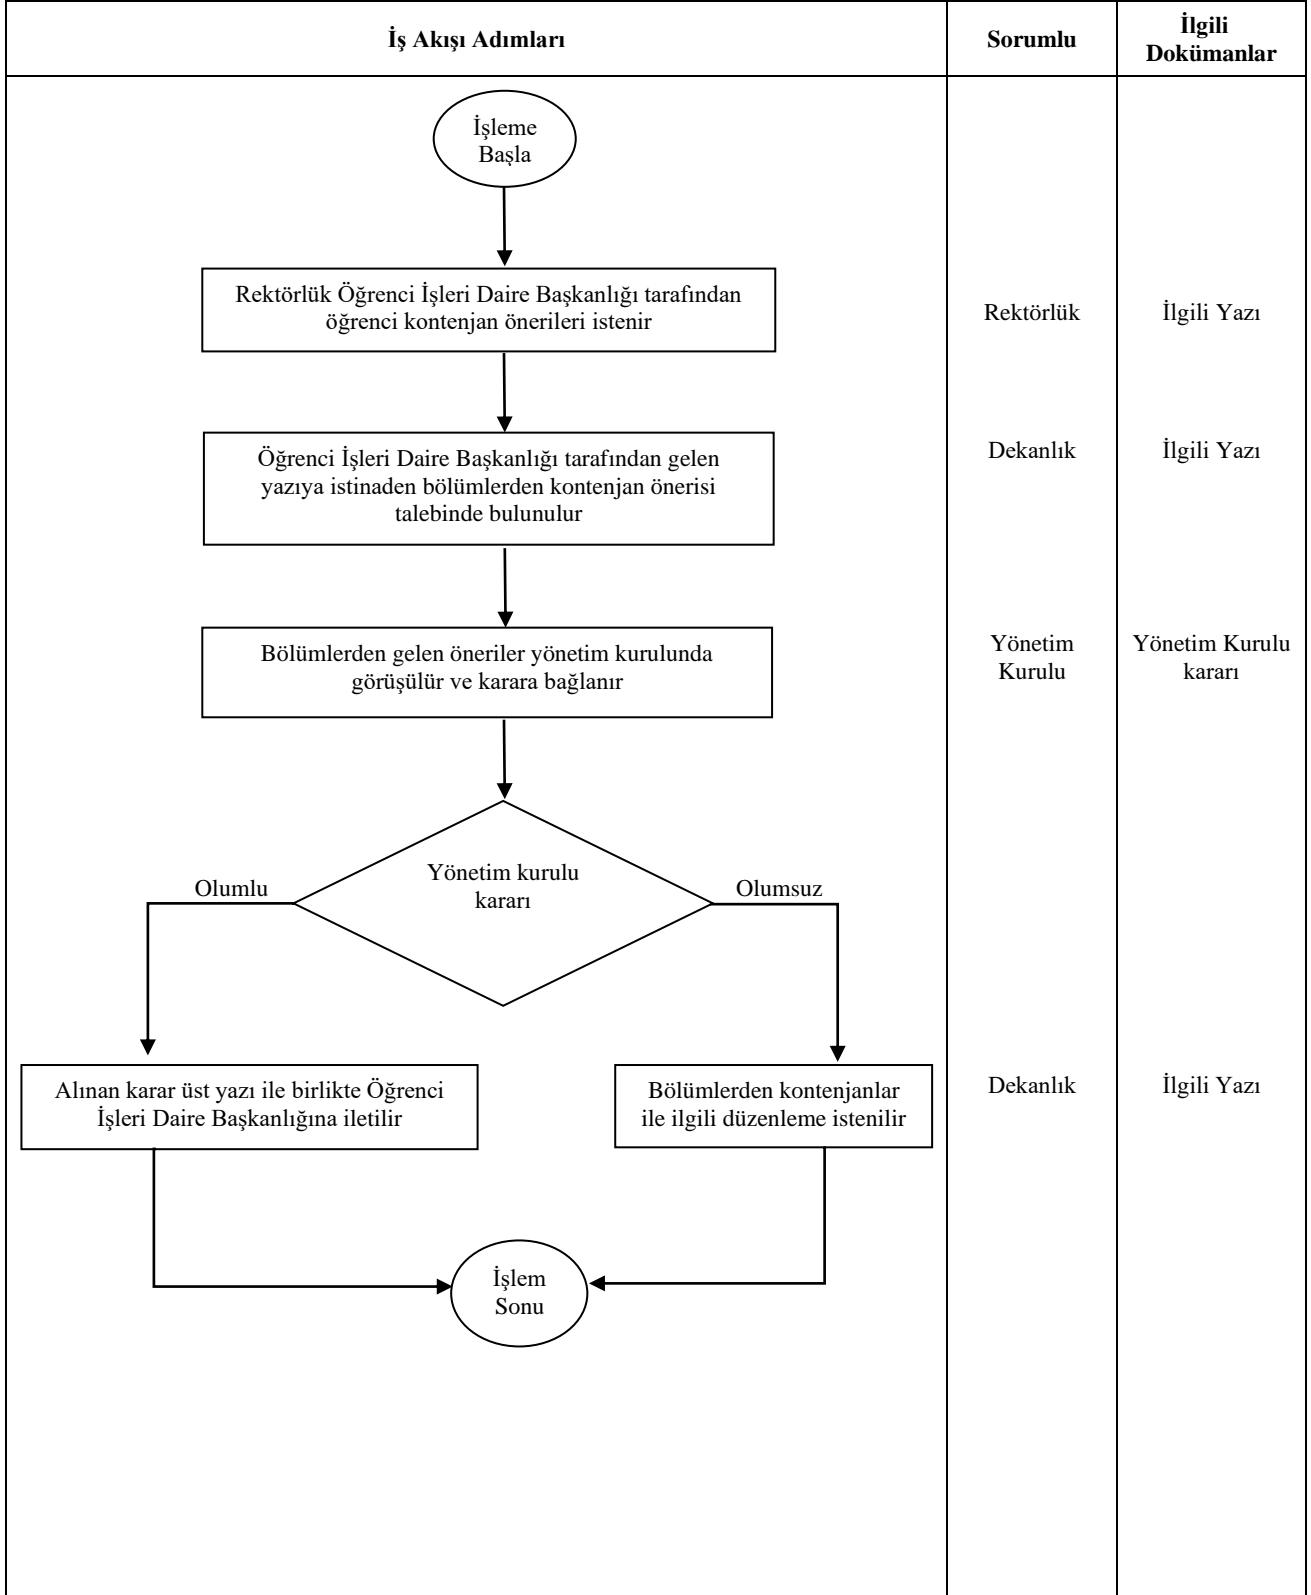 İş Akışı Adımları
Sorumlu
İlgili
Dokümanlar
İşleme
Başla
Rektörlük Öğrenci İşleri Daire Başkanlığı tarafından
öğrenci kontenjan önerileri istenir
Rektörlük
İlgili Yazı
Öğrenci İşleri Daire Başkanlığı tarafından gelen
yazıya istinaden bölümlerden kontenjan önerisi
talebinde bulunulur
Dekanlık
İlgili Yazı
Bölümlerden gelen öneriler yönetim kurulunda
görüşülür ve karara bağlanır
Yönetim
Kurulu
Yönetim Kurulu
kararı
Yönetim kurulu
kararı
Olumlu
Olumsuz
Alınan karar üst yazı ile birlikte Öğrenci
İşleri Daire Başkanlığına iletilir
Bölümlerden kontenjanlar
ile ilgili düzenleme istenilir
Dekanlık
İlgili Yazı
İşlem
Sonu